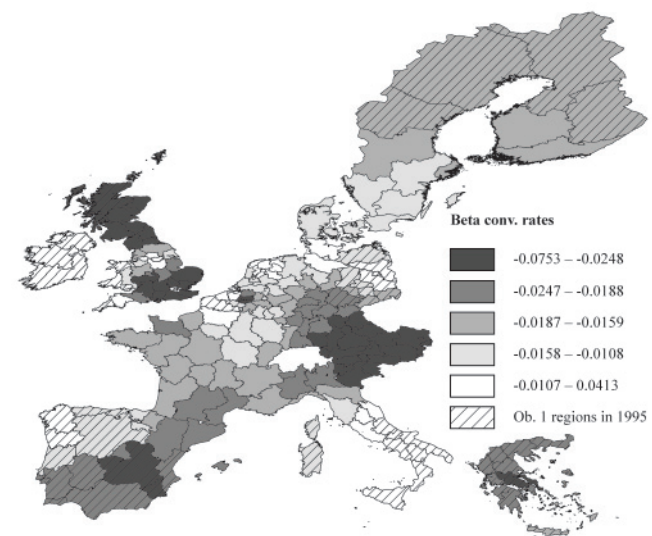 Beta conv. rates
-0.0753 – -0.0248
-0.0247 – -0.0188
-0.0187 – -0.0159
-0.0158 – -0.0108
-0.0107 – 0.0413
Ob. 1 regions in 1995